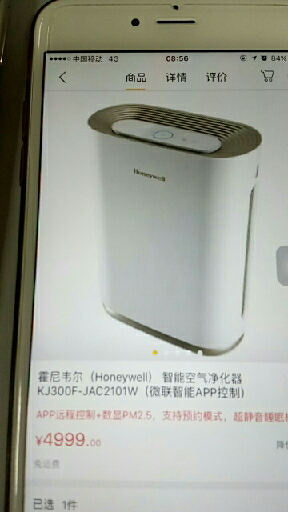 中国移动 4G 08:56 84%
商品 详情 评价
Honeywell
霍尼韦尔（Honeywell） 智能空气净化器
KJ300F-JAC2101W（微联智能APP控制）
APP远程控制+数显PM2.5，支持预约模式，超静音睡眠
¥4999.00
降价
免运费
已选 1件